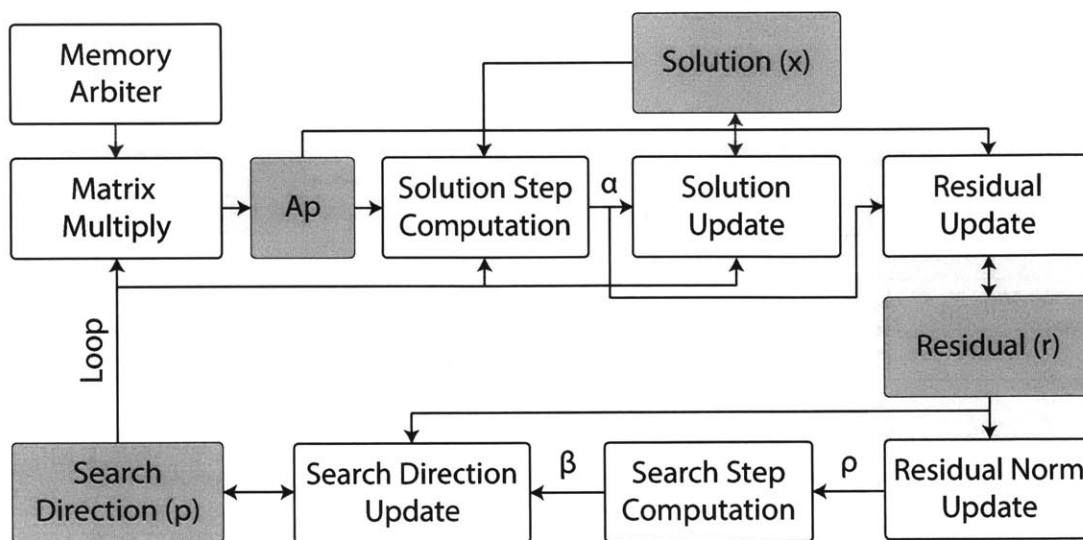 Memory
Arbiter
Solution (x)
Matrix
Multiply
Ap
Solution Step
Computation
α
Solution
Update
Residual
Update
Loop
Residual (r)
Search
Direction (p)
Search Direction
Update
β
Search Step
Computation
ρ
Residual Norm
Update